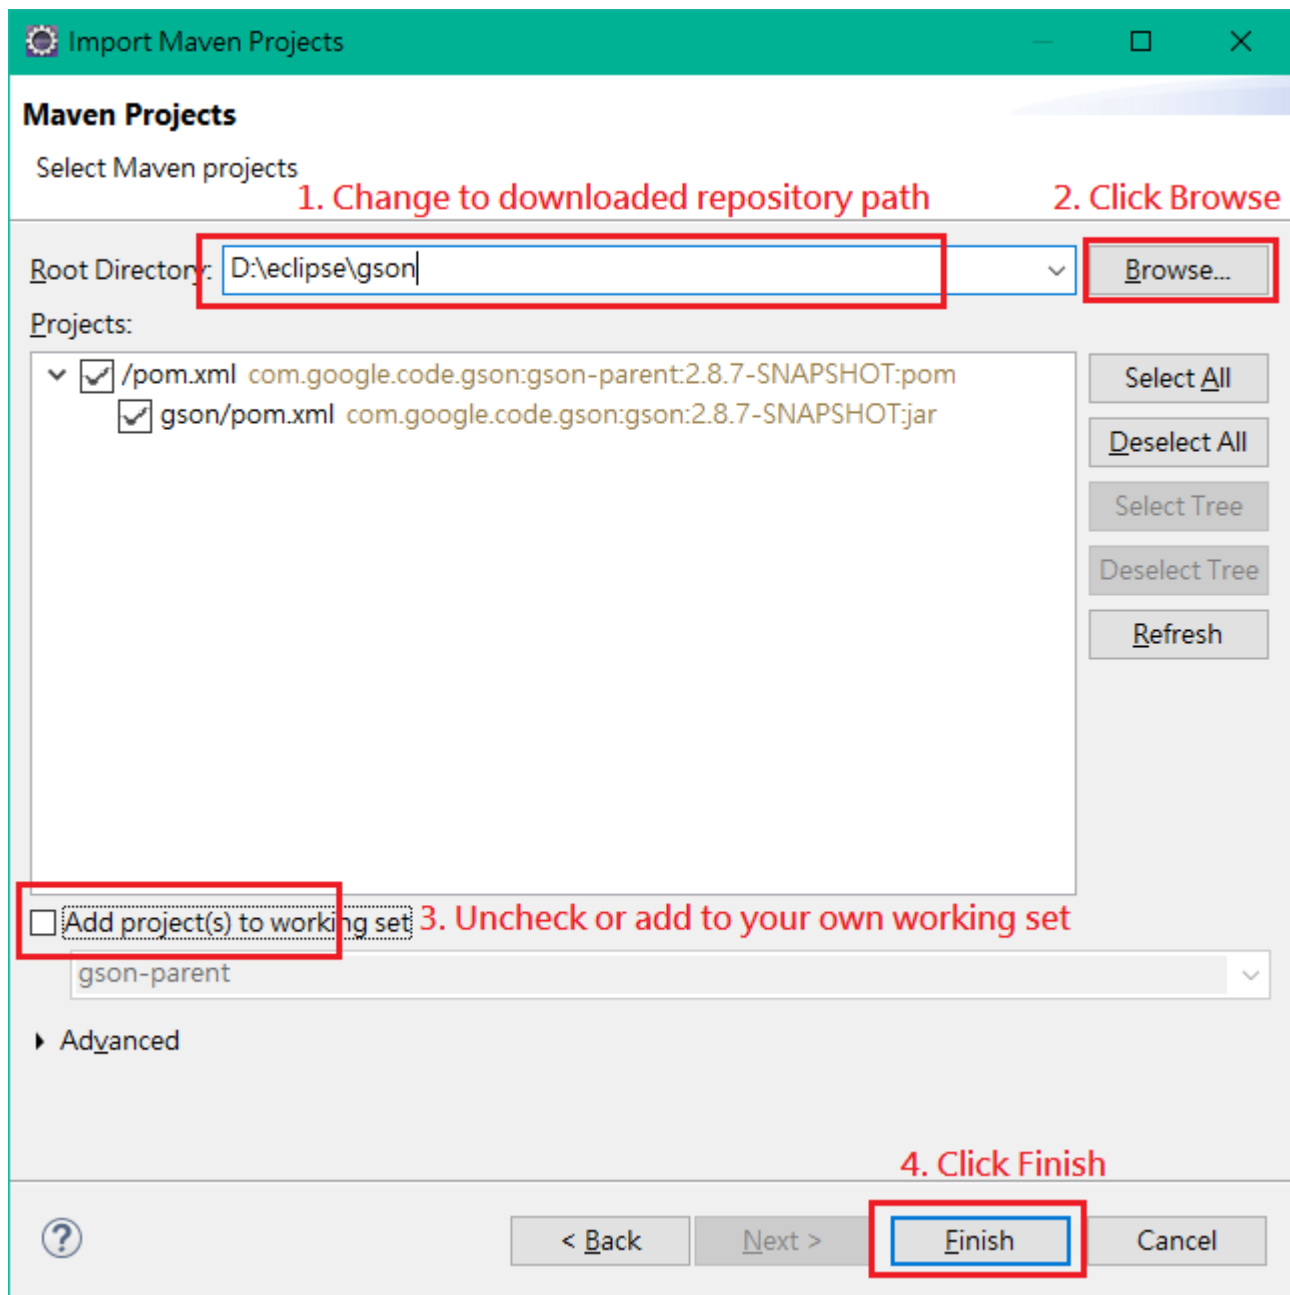 Import Maven Projects
Maven Projects
Select Maven projects
1. Change to downloaded repository path
2. Click Browse
Root Directory: D:\eclipse\gson
Browse...
Projects:
/pom.xml com.google.code.gson:gson-parent:2.8.7-SNAPSHOT:pom
Select All
gson/pom.xml com.google.code.gson:gson:2.8.7-SNAPSHOT:jar
Deselect All
Select Tree
Deselect Tree
Refresh
Add project(s) to working set 3. Uncheck or add to your own working set
gson-parent
Advanced
4. Click Finish
?
< Back
Next >
Finish
Cancel